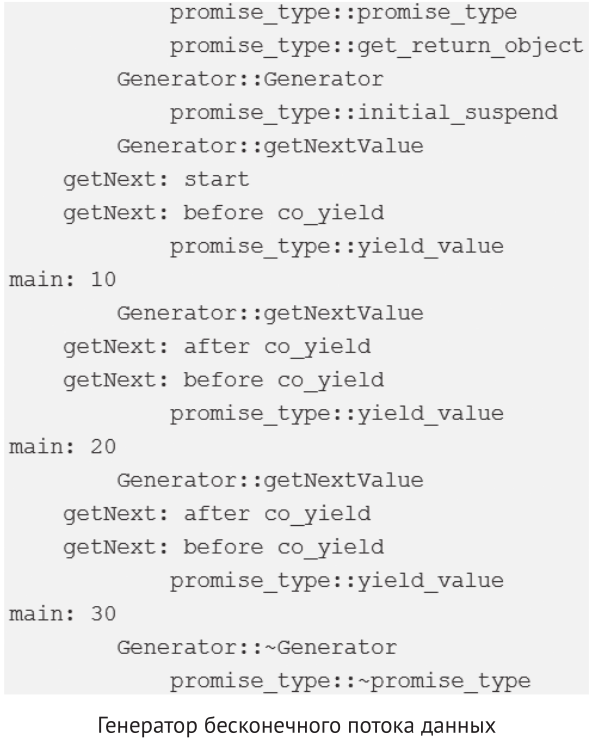 promise_type::promise_type
promise_type::get_return_object
Generator::Generator
promise_type::initial_suspend
Generator::getNextValue
getNext: start
getNext: before co_yield
promise_type::yield_value
main: 10
Generator::getNextValue
getNext: after co_yield
getNext: before co_yield
promise_type::yield_value
main: 20
Generator::getNextValue
getNext: after co_yield
getNext: before co_yield
promise_type::yield_value
main: 30
Generator::~Generator
promise_type::~promise_type
Генератор бесконечного потока данных